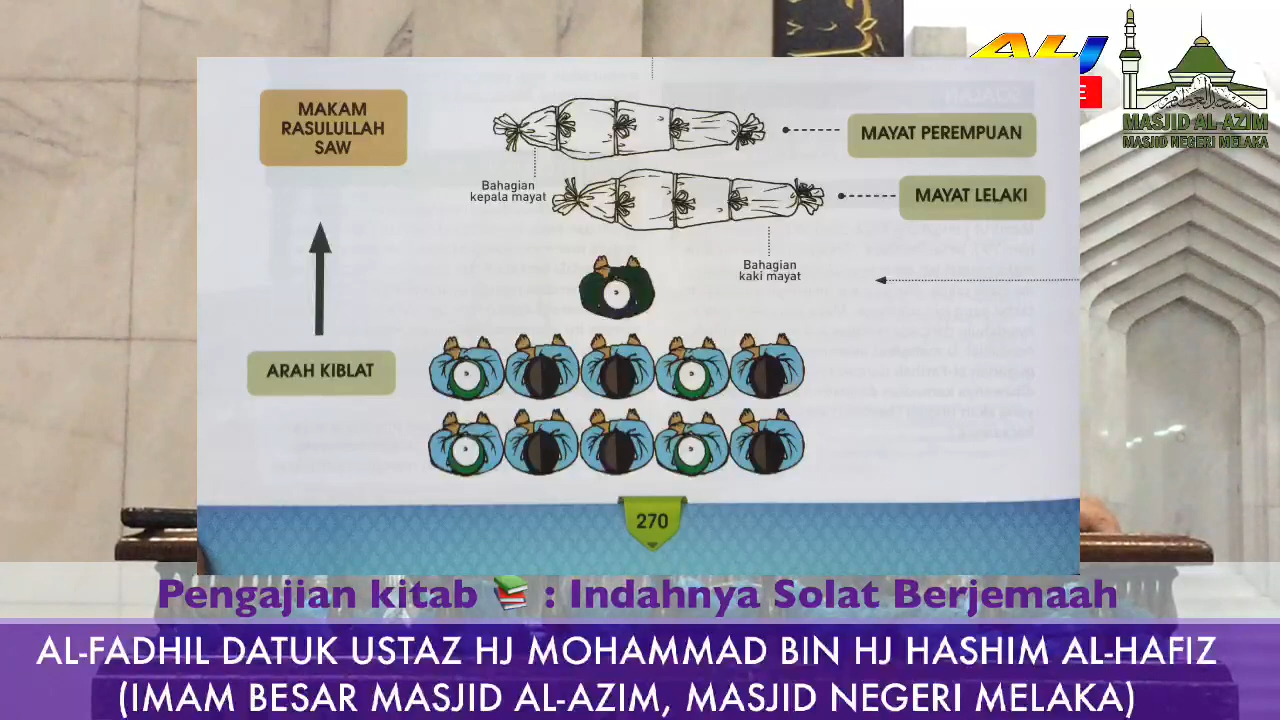 MASJID AL-AZIM
MASJID NEGERI MELAKA
MAKAM
RASULULLAH
SAW
MAYAT PEREMPUAN
Bahagian
kepala mayat
MAYAT LELAKI
Bahagian
kaki mayat
ARAH KIBLAT
270
Pengajian kitab 📚 : Indahnya Solat Berjemaah
AL-FADHIL DATUK USTAZ HJ MOHAMMAD BIN HJ HASHIM AL-HAFIZ
(IMAM BESAR MASJID AL-AZIM, MASJID NEGERI MELAKA)